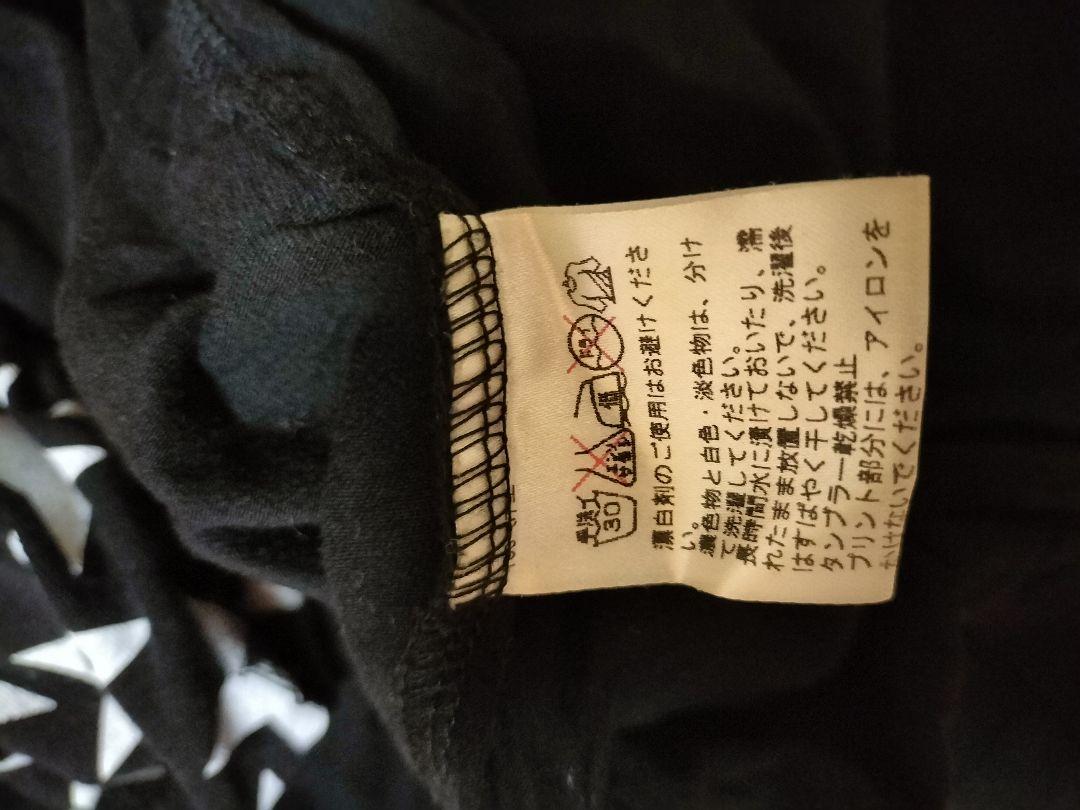 30
低
漂白剤のご使用はお避けくださ
い。
濃色物と白色・淡色物は、分け
て洗濯してください。
長時間水に漬けておいたり、濡
れたまま放置しないで、洗濯後
はすばやく干してください。
タンブラー乾燥禁止
プリント部分には、アイロンを
かけないでください。